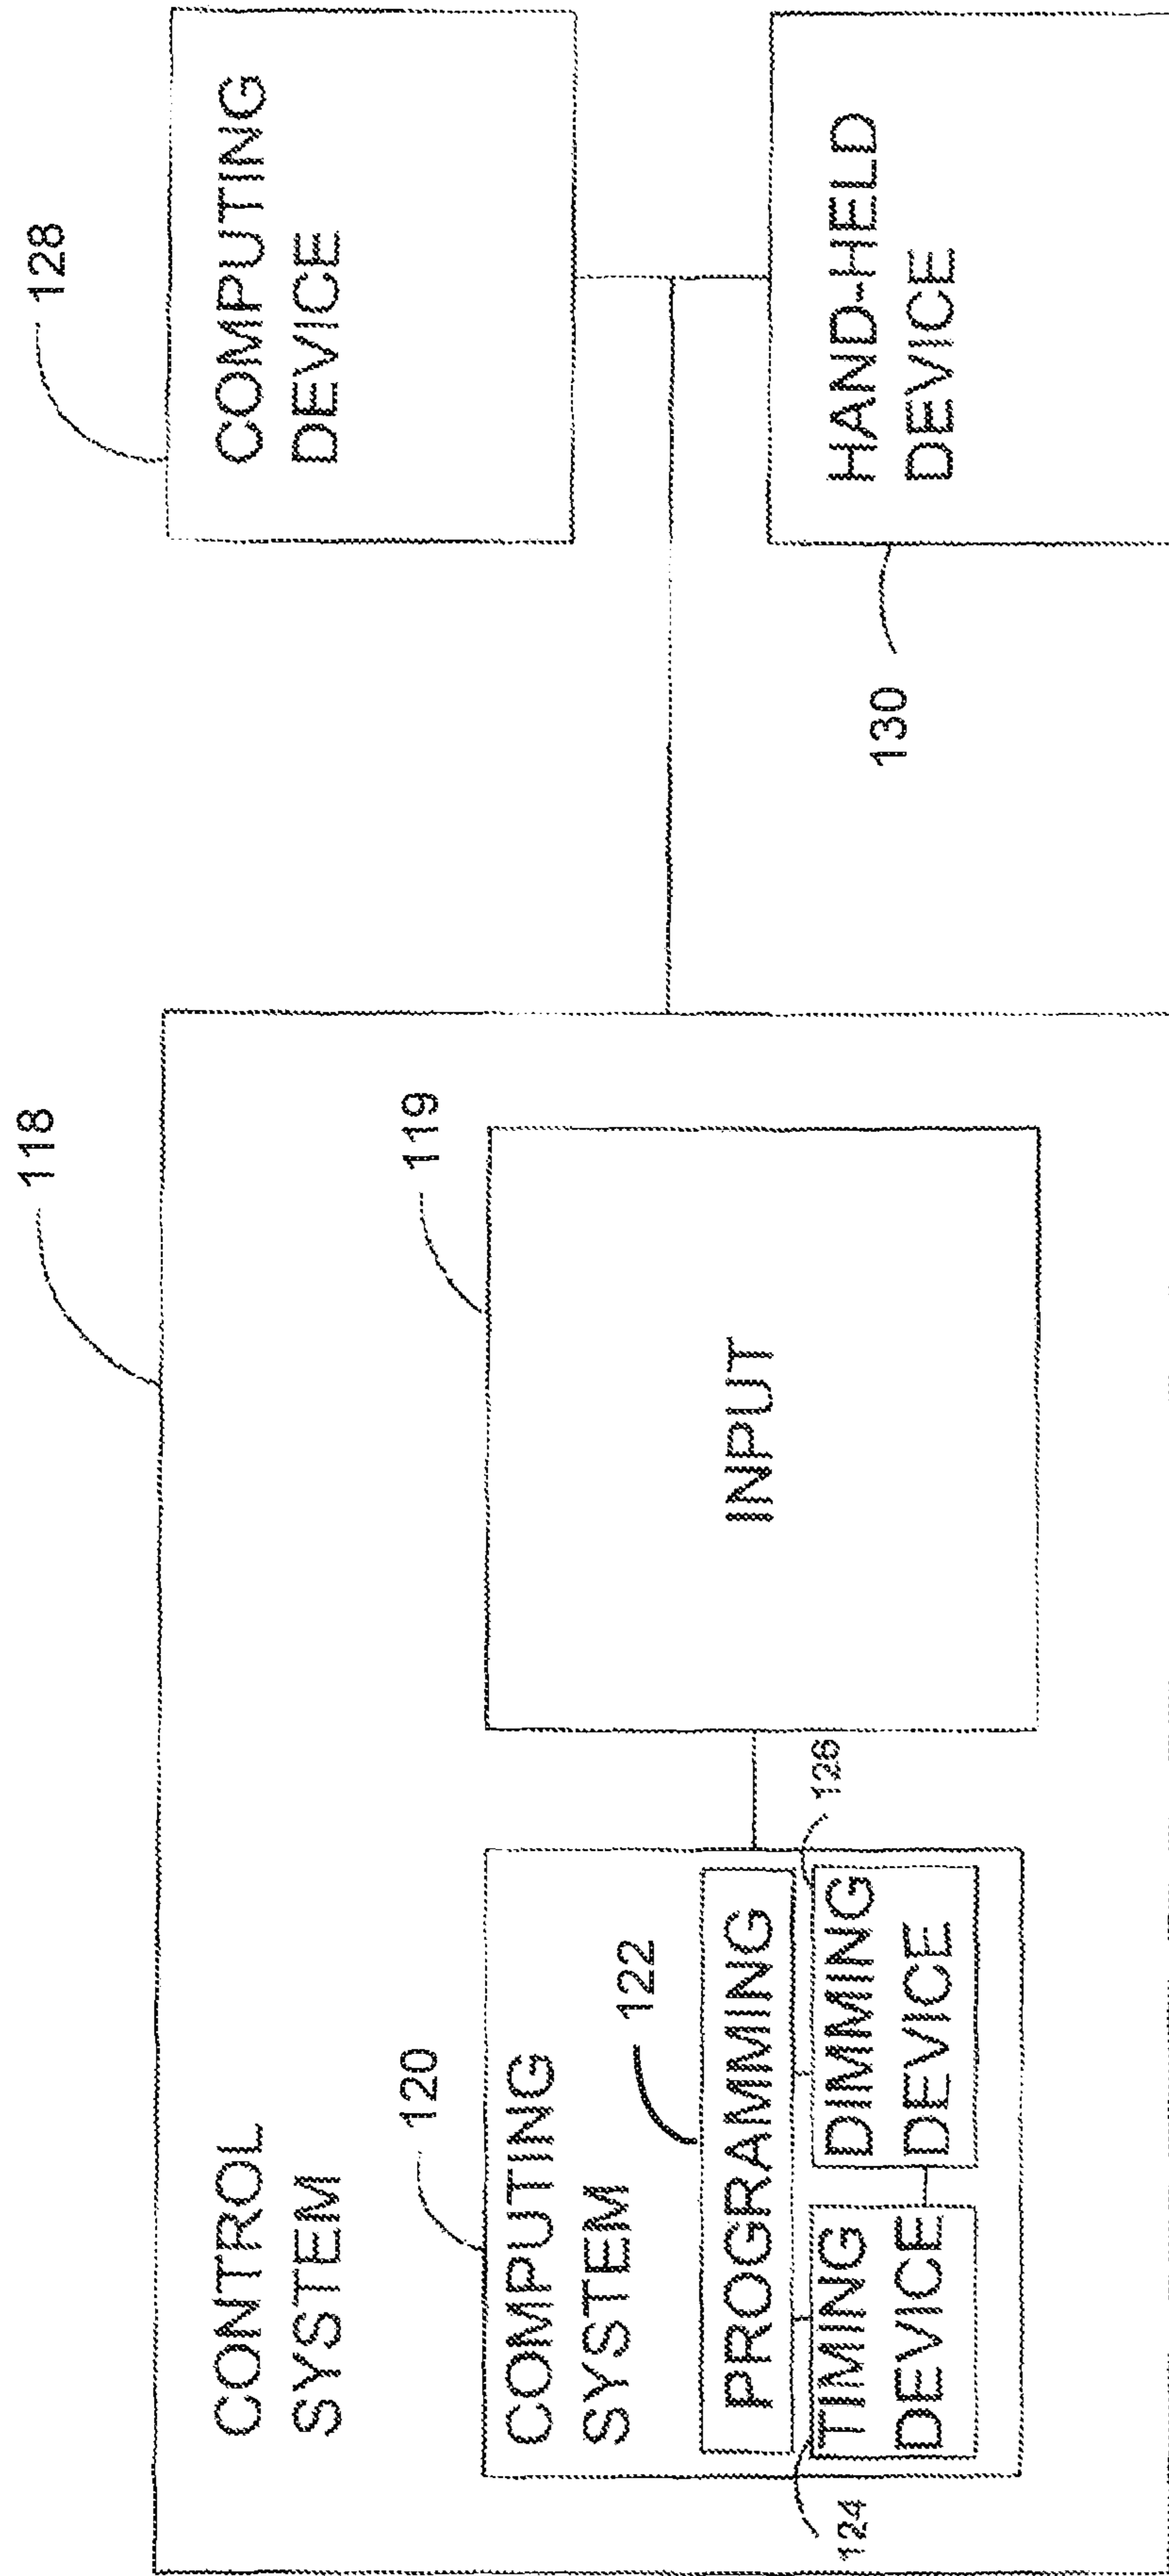 118
CONTROL
SYSTEM
120
COMPUTING
SYSTEM
122
PROGRAMMING
TIMING
DEVICE
124
DIMMING
DEVICE
126
119
INPUT
128
COMPUTING
DEVICE
HAND-HELD
DEVICE
130